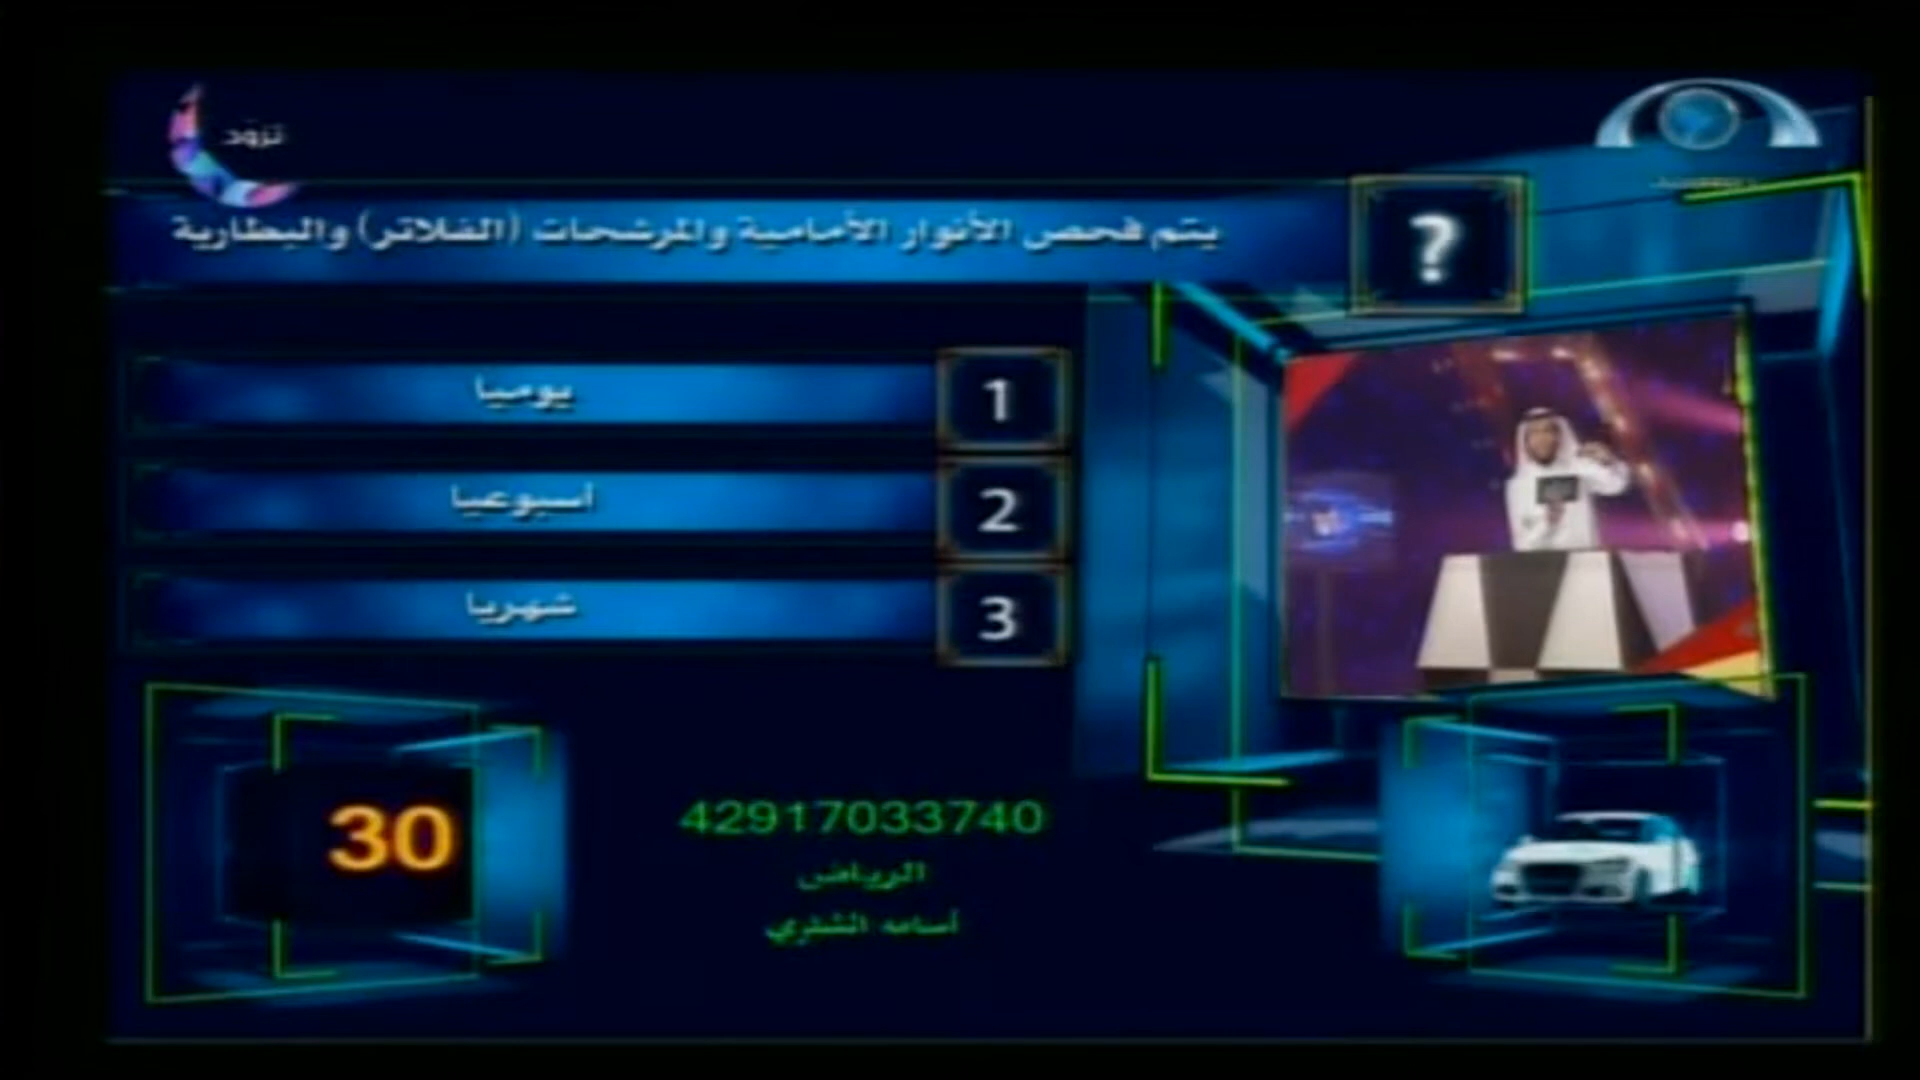 تزود
يتم فحص الأنوار الأمامية والمرشحات (الفلاتر) والبطارية
?
يوميا
1
أسبوعيا
2
شهريا
3
30
42917033740
الرياض
أسامه الشثري